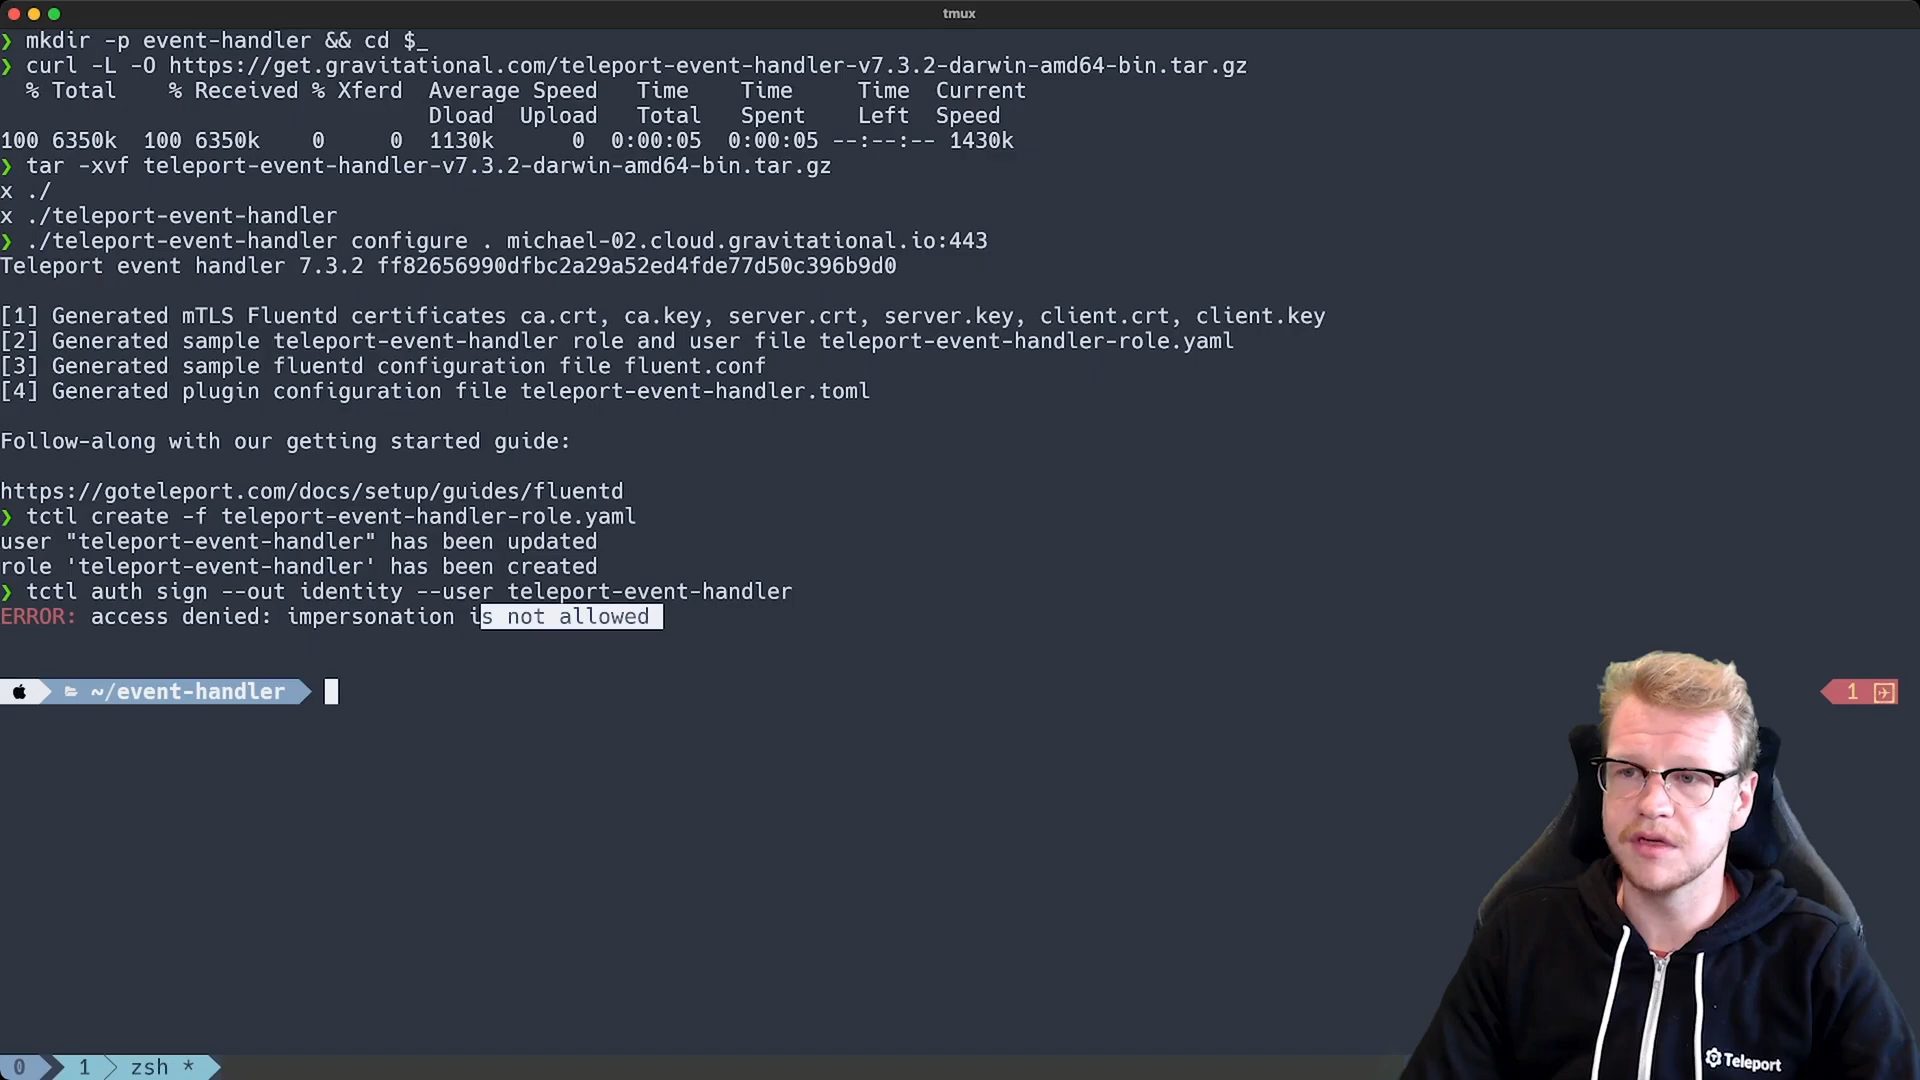 tmux
❯ mkdir -p event-handler && cd $_
❯ curl -L -O https://get.gravitational.com/teleport-event-handler-v7.3.2-darwin-amd64-bin.tar.gz
% Total % Received % Xferd Average Speed Time Time Time Current
Dload Upload Total Spent Left Speed
100 6350k 100 6350k 0 0 1130k 0 0:00:05 0:00:05 --:--:-- 1430k
❯ tar -xvf teleport-event-handler-v7.3.2-darwin-amd64-bin.tar.gz
x ./
x ./teleport-event-handler
❯ ./teleport-event-handler configure . michael-02.cloud.gravitational.io:443
Teleport event handler 7.3.2 ff82656990dfbc2a29a52ed4fde77d50c396b9d0
[1] Generated mTLS Fluentd certificates ca.crt, ca.key, server.crt, server.key, client.crt, client.key
[2] Generated sample teleport-event-handler role and user file teleport-event-handler-role.yaml
[3] Generated sample fluentd configuration file fluent.conf
[4] Generated plugin configuration file teleport-event-handler.toml
Follow-along with our getting started guide:
https://goteleport.com/docs/setup/guides/fluentd
❯ tctl create -f teleport-event-handler-role.yaml
user "teleport-event-handler" has been updated
role 'teleport-event-handler' has been created
❯ tctl auth sign --out identity --user teleport-event-handler
ERROR: access denied: impersonation is not allowed
~/event-handler
1
Teleport
0 1 zsh *